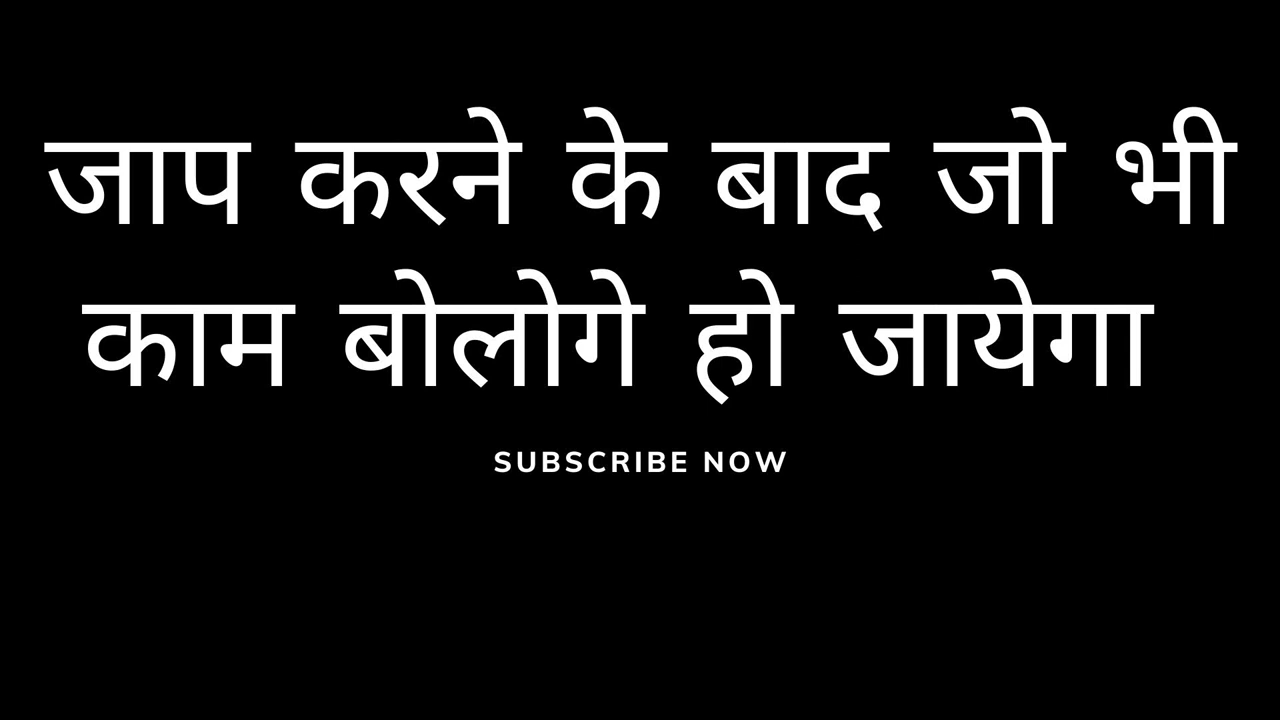 जाप करने के बाद जो भी
काम बोलोगे हो जायेगा
SUBSCRIBE NOW